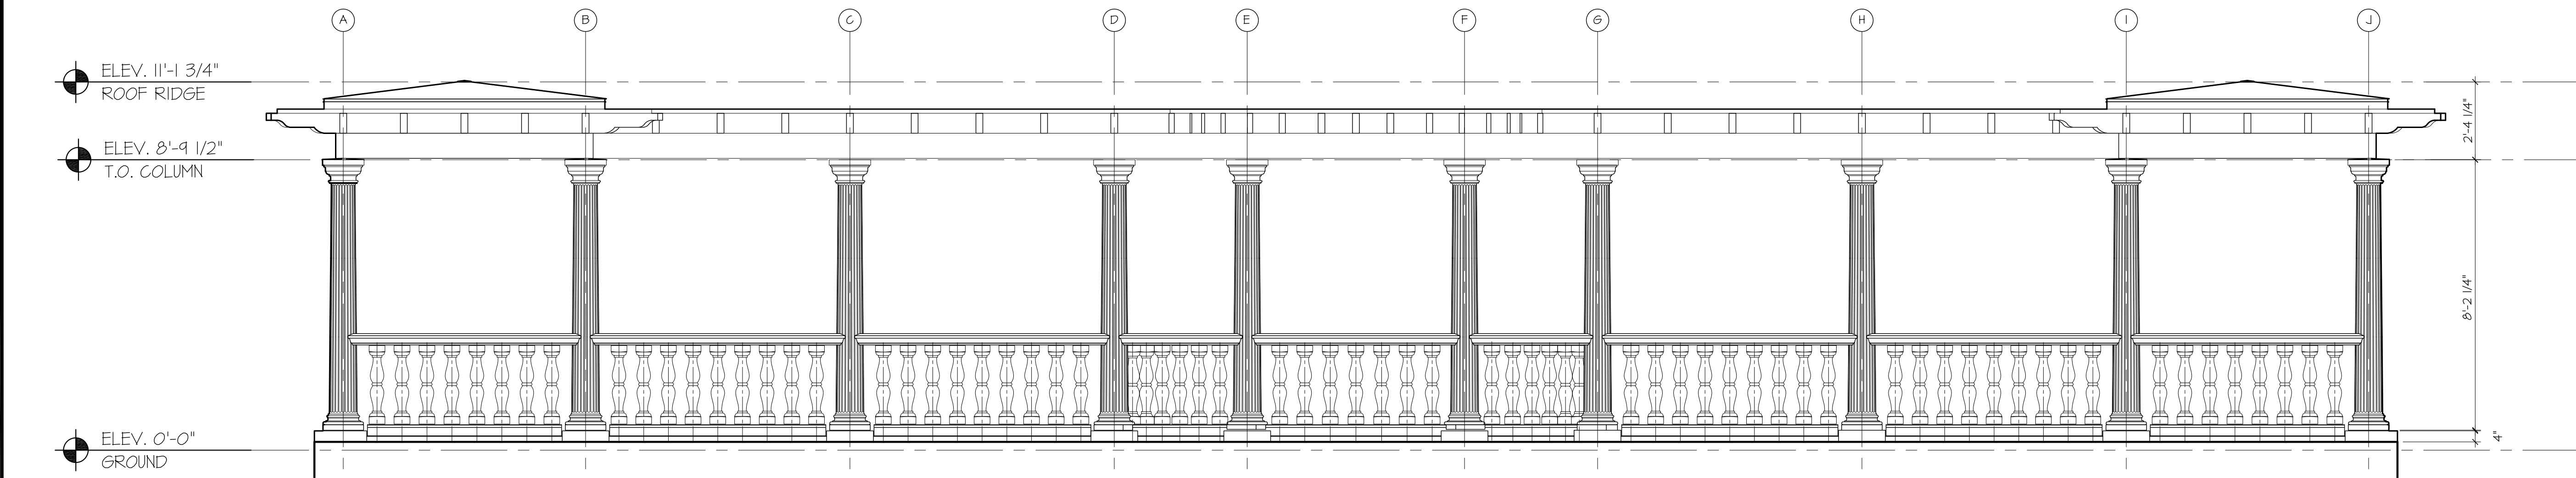 A B C D E F G H I J
ELEV. 11'-1 3/4"
ROOF RIDGE
2'-4 1/4"
ELEV. 8'-9 1/2"
T.O. COLUMN
8'-2 1/4"
ELEV. 0'-0"
GROUND
4"